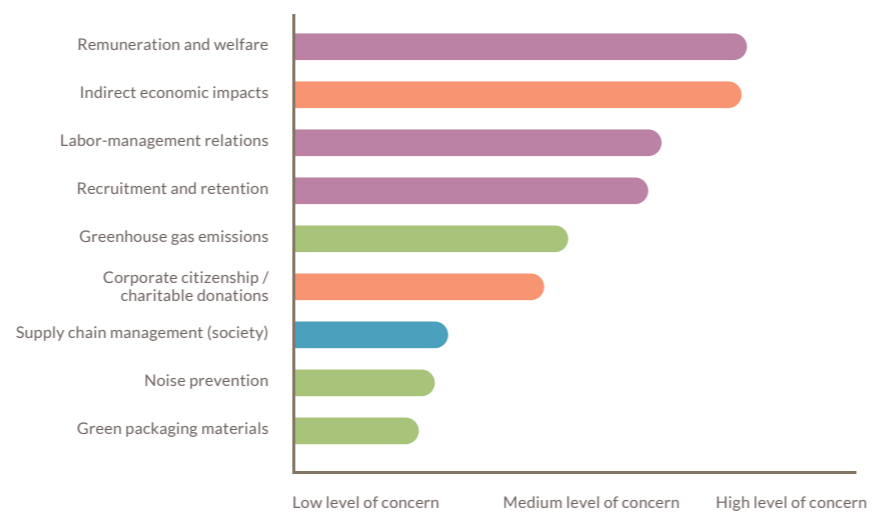 Remuneration and welfare
Indirect economic impacts
Labor-management relations
Recruitment and retention
Greenhouse gas emissions
Corporate citizenship /
charitable donations
Supply chain management (society)
Noise prevention
Green packaging materials
Low level of concern
Medium level of concern
High level of concern